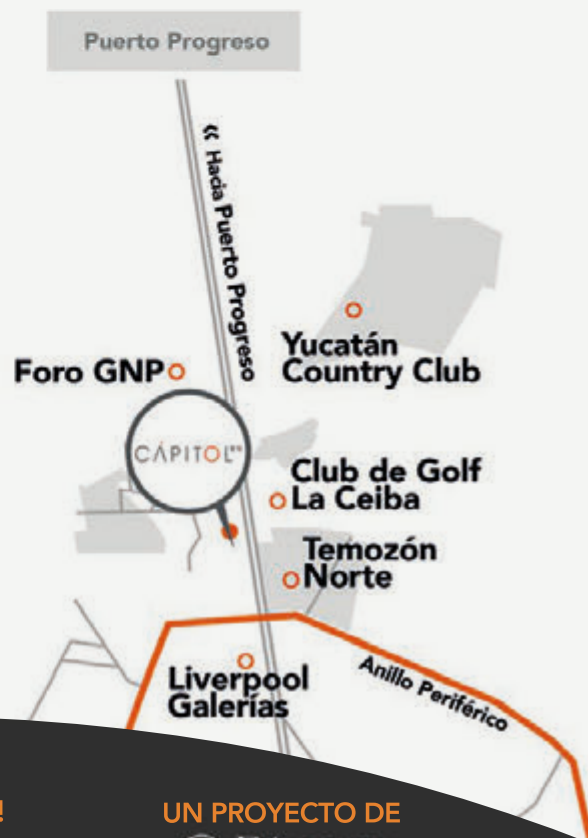 Puerto Progreso
« Hacia Puerto Progreso
Yucatán
Country Club
Foro GNP
CÁPITOL
Club de Golf
La Ceiba
Temozón
Norte
Liverpool
Galerías
Anillo Periférico
!
UN PROYECTO DE